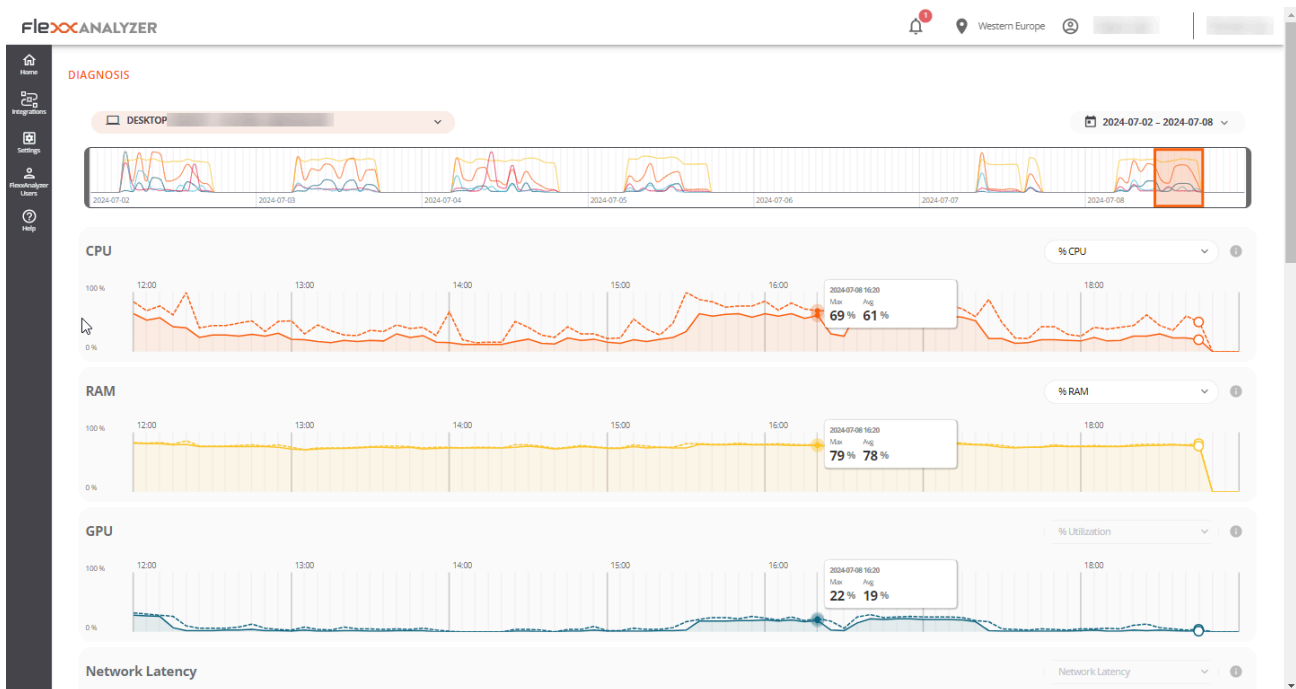 FlexxANALYZER
1
Western Europe
Home
Integrations
Settings
FlexxAnalyzer
Users
Help
DIAGNOSIS
DESKTOP
2024-07-02 - 2024-07-08
2024-07-02 2024-07-03 2024-07-04 2024-07-05 2024-07-06 2024-07-07 2024-07-08
CPU
% CPU
12:00 13:00 14:00 15:00 16:00 18:00
100 %
0 %
2024-07-08 16:20
Max Avg
69 % 61 %
RAM
% RAM
12:00 13:00 14:00 15:00 16:00 18:00
100 %
0 %
2024-07-08 16:20
Max Avg
79 % 78 %
GPU
% Utilization
12:00 13:00 14:00 15:00 16:00 18:00
100 %
0 %
2024-07-08 16:20
Max Avg
22 % 19 %
Network Latency
Network Latency